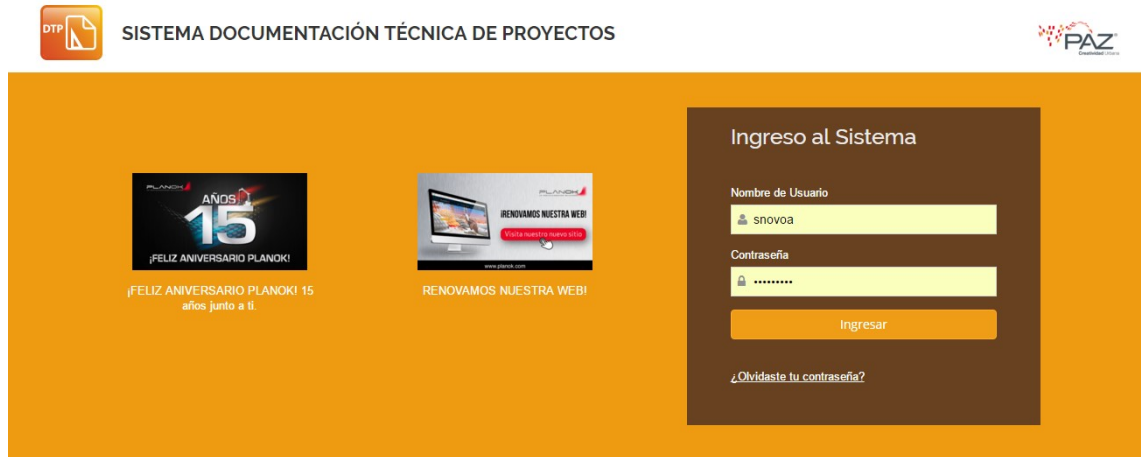 DTP
SISTEMA DOCUMENTACIÓN TÉCNICA DE PROYECTOS
PAZ
Creatividad Urbana
PLANOK
AÑOS
15
¡FELIZ ANIVERSARIO PLANOK!
¡FELIZ ANIVERSARIO PLANOK! 15
años junto a ti.
PLANOK
¡RENOVAMOS NUESTRA WEB!
Visita nuestro nuevo sitio
www.planok.com
RENOVAMOS NUESTRA WEB!
Ingreso al Sistema
Nombre de Usuario
snovoa
Contraseña
•••••••••
Ingresar
¿Olvidaste tu contraseña?